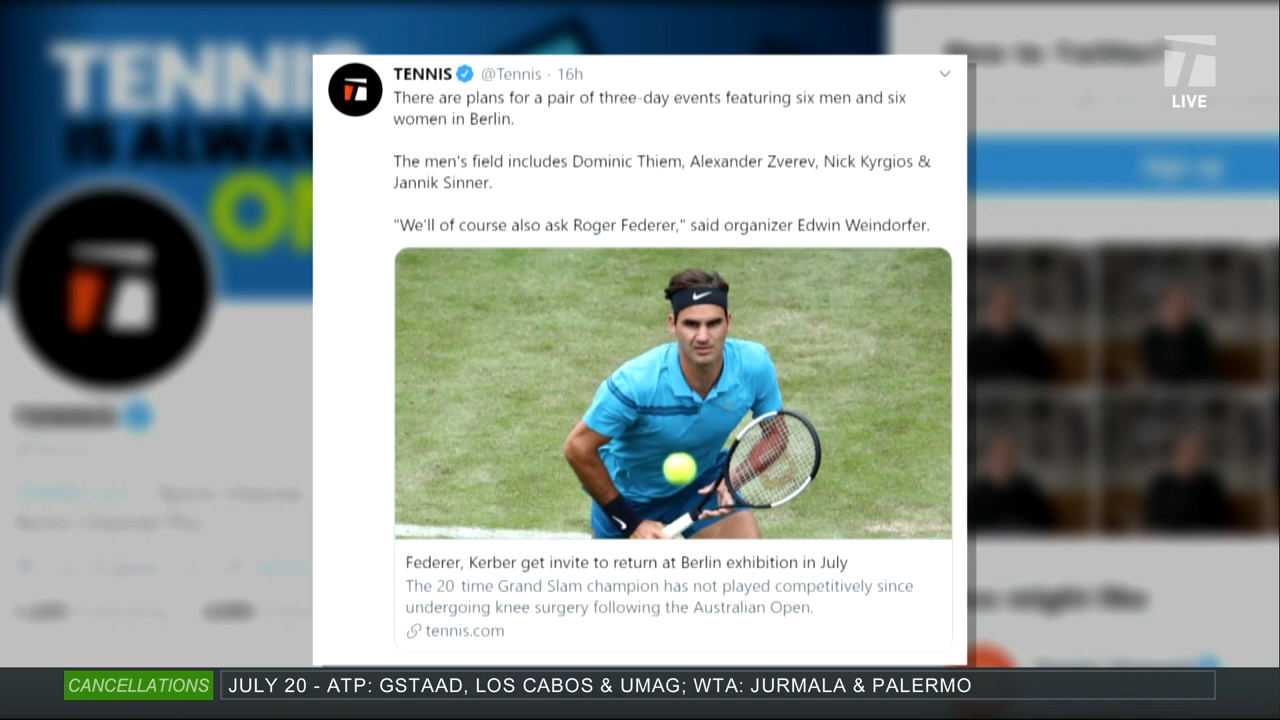 TENNIS
IS ALWAY
LIVE
TENNIS @Tennis · 16h
There are plans for a pair of three-day events featuring six men and six
women in Berlin.
The men's field includes Dominic Thiem, Alexander Zverev, Nick Kyrgios &
Jannik Sinner.
"We'll of course also ask Roger Federer," said organizer Edwin Weindorfer.
Federer, Kerber get invite to return at Berlin exhibition in July
The 20 time Grand Slam champion has not played competitively since
undergoing knee surgery following the Australian Open.
tennis.com
CANCELLATIONS JULY 20 - ATP: GSTAAD, LOS CABOS & UMAG; WTA: JURMALA & PALERMO